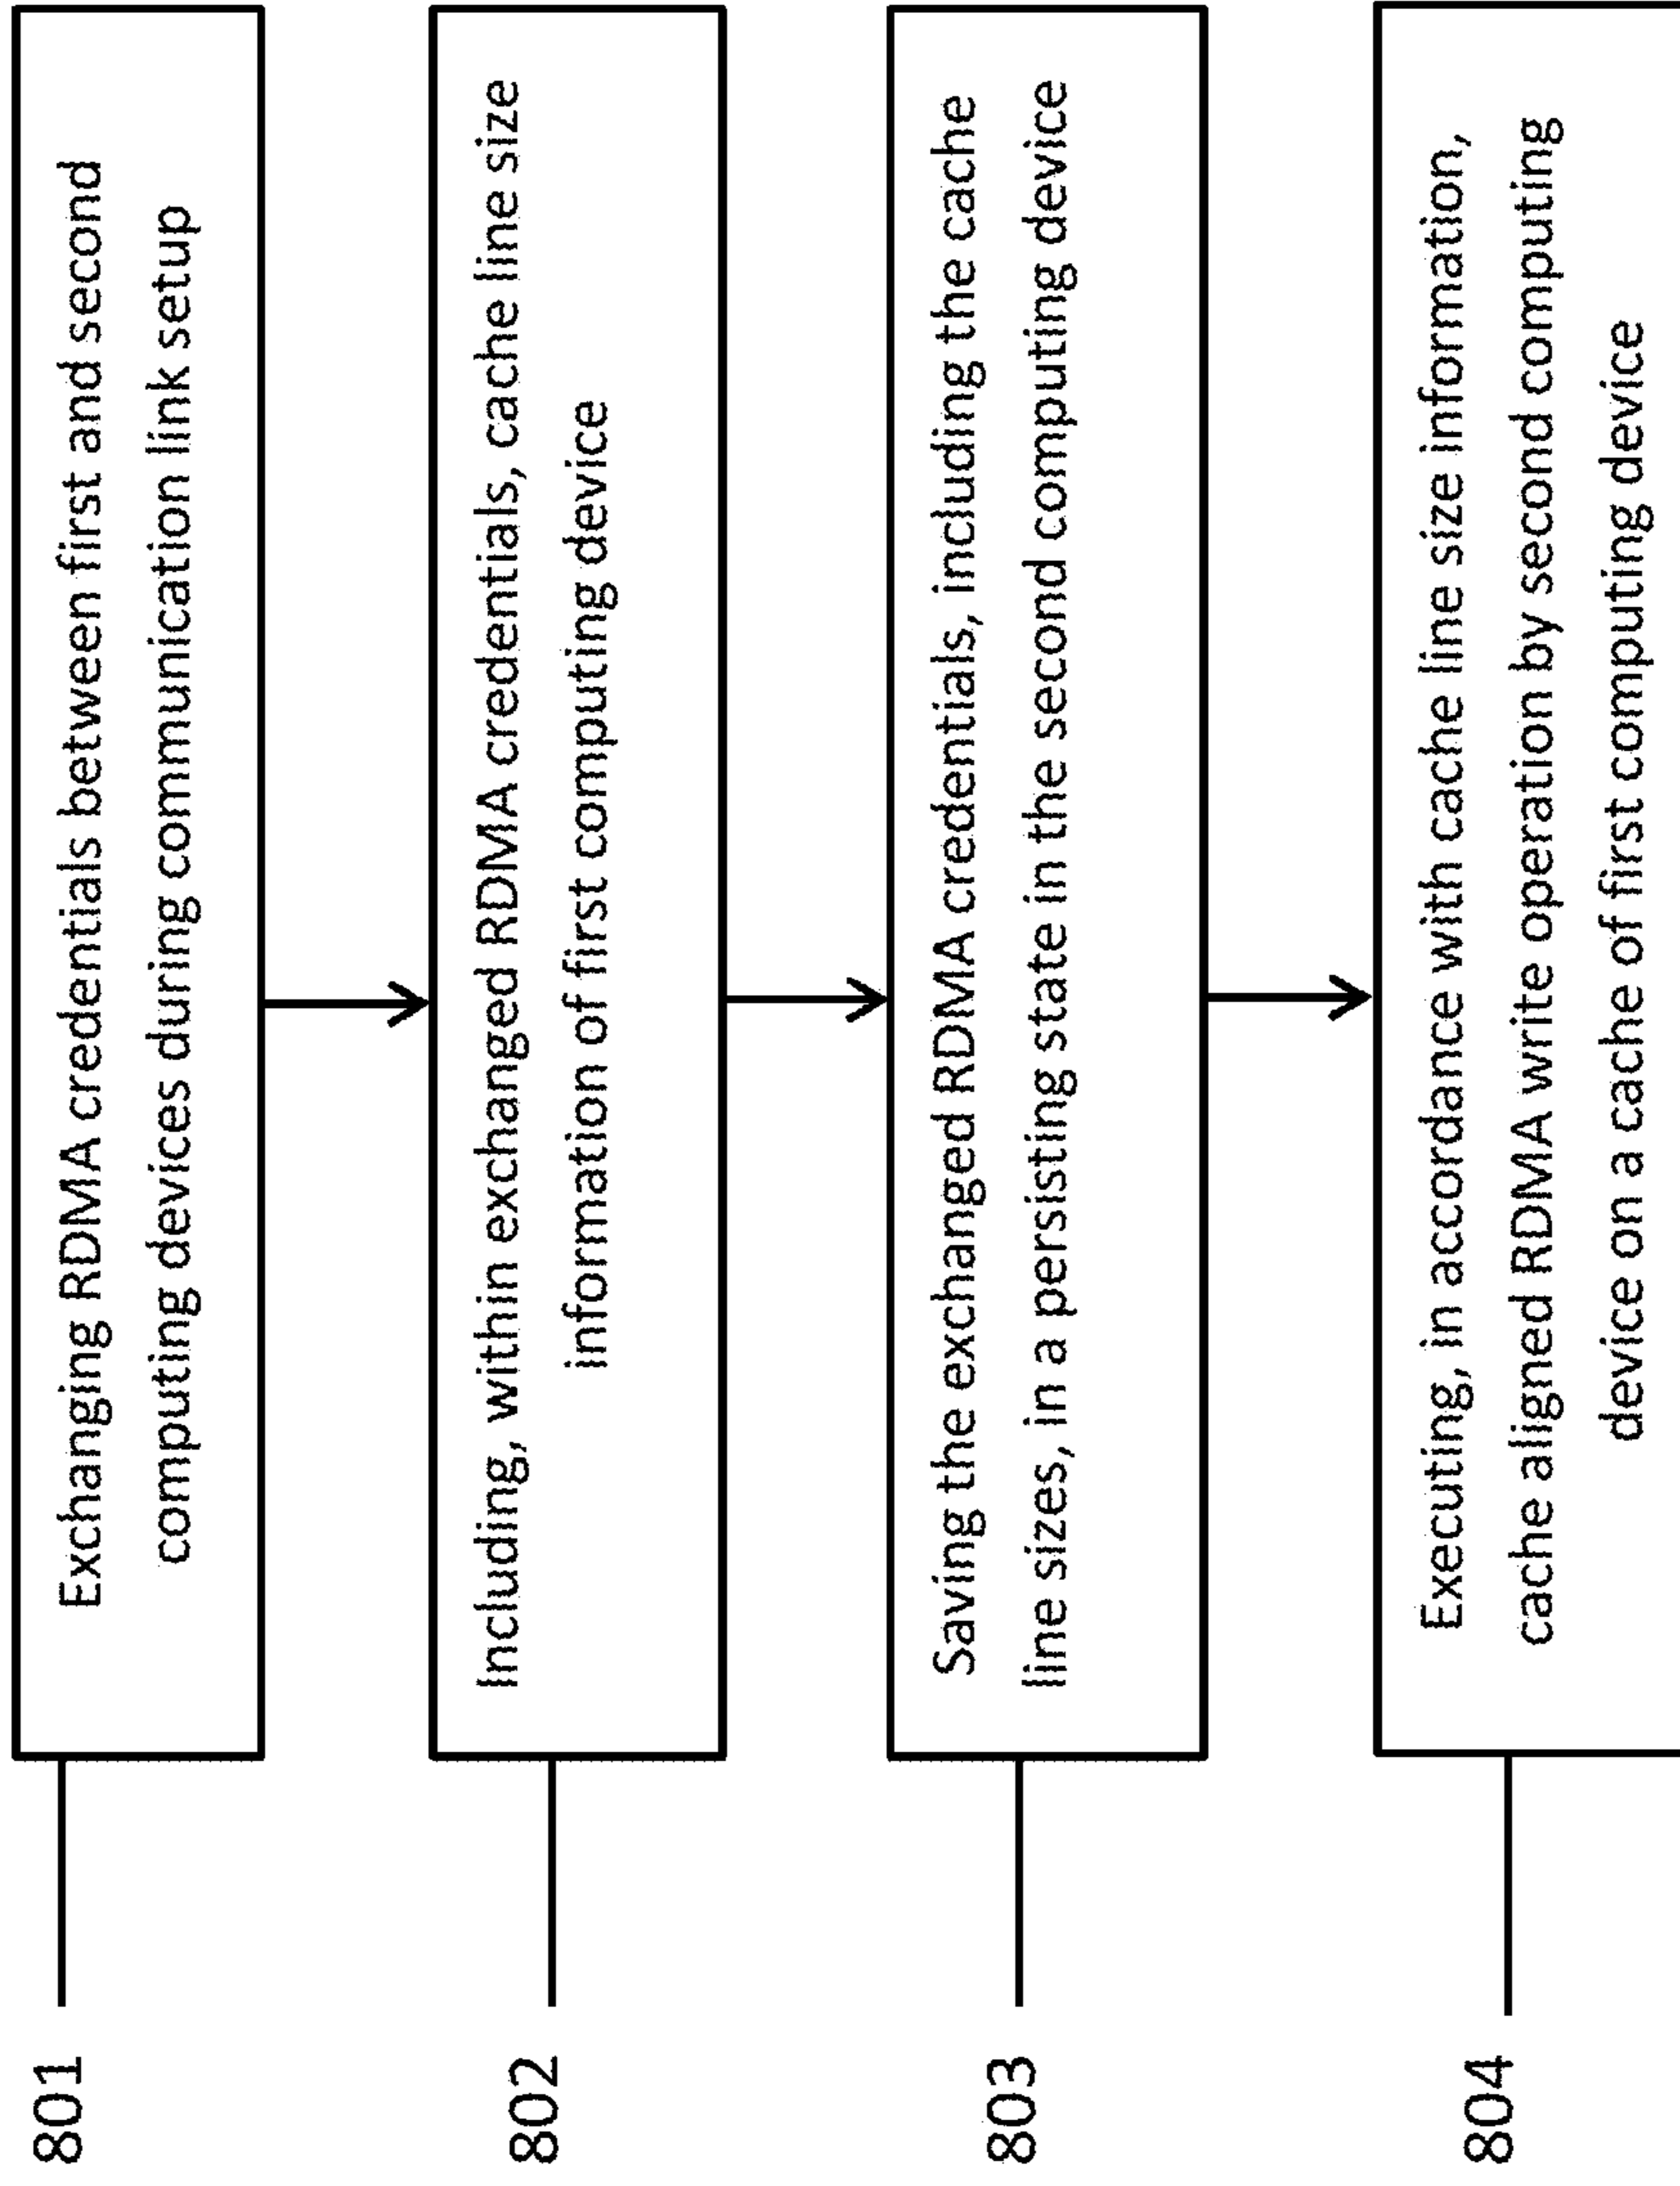 801
Exchanging RDMA credentials between first and second
computing devices during communication link setup
802
Including, within exchanged RDMA credentials, cache line size
information of first computing device
803
Saving the exchanged RDMA credentials, including the cache
line sizes, in a persisting state in the second computing device
804
Executing, in accordance with cache line size information,
cache aligned RDMA write operation by second computing
device on a cache of first computing device